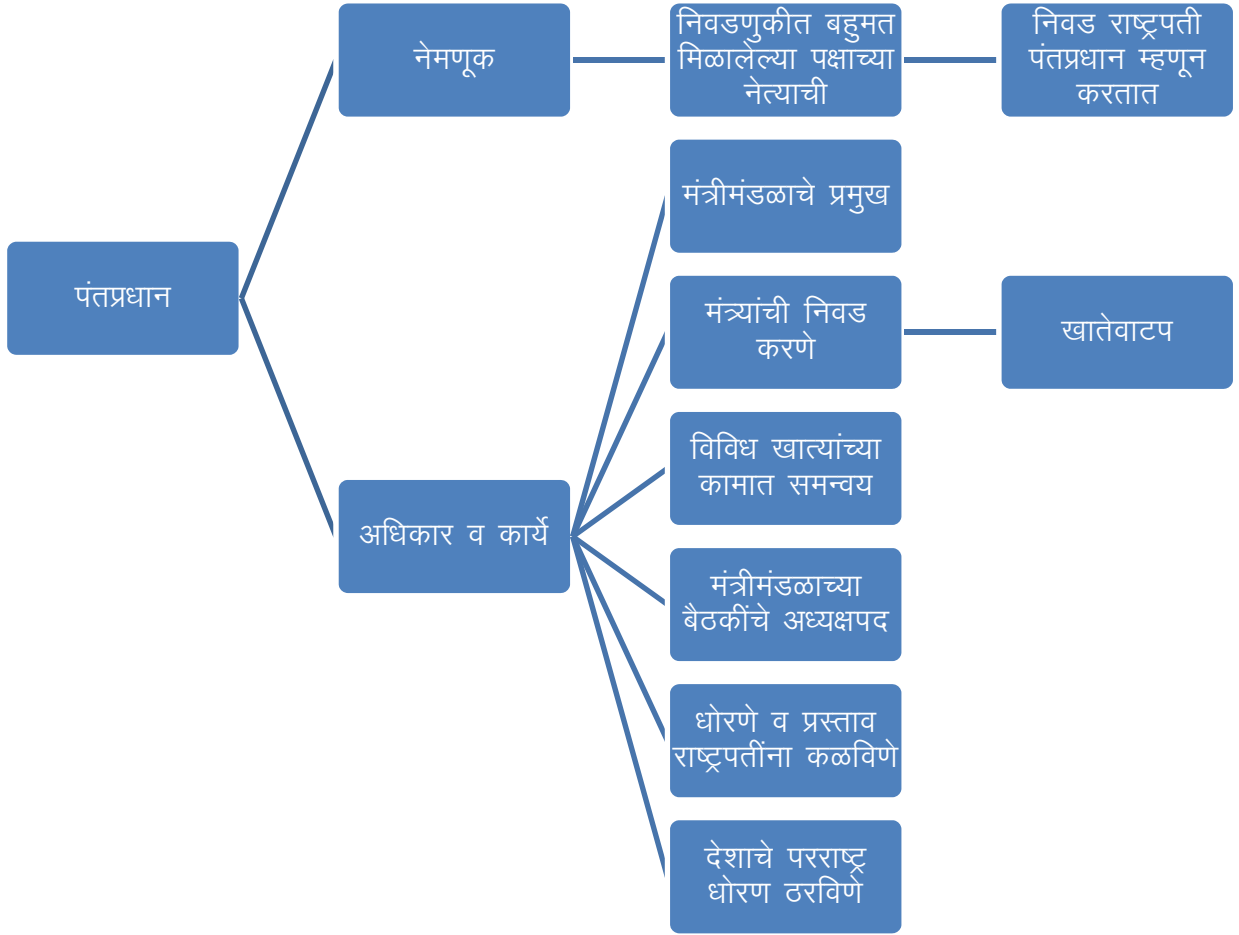 पंतप्रधान
नेमणूक
निवडणुकीत बहुमत
मिळालेल्या पक्षाच्या
नेत्याची
निवड राष्ट्रपती
पंतप्रधान म्हणून
करतात
अधिकार व कार्ये
मंत्रीमंडळाचे प्रमुख
मंत्र्यांची निवड
करणे
खातेवाटप
विविध खात्यांच्या
कामात समन्वय
मंत्रीमंडळाच्या
बैठकींचे अध्यक्षपद
धोरणे व प्रस्ताव
राष्ट्रपतींना कळविणे
देशाचे परराष्ट्र
धोरण ठरविणे